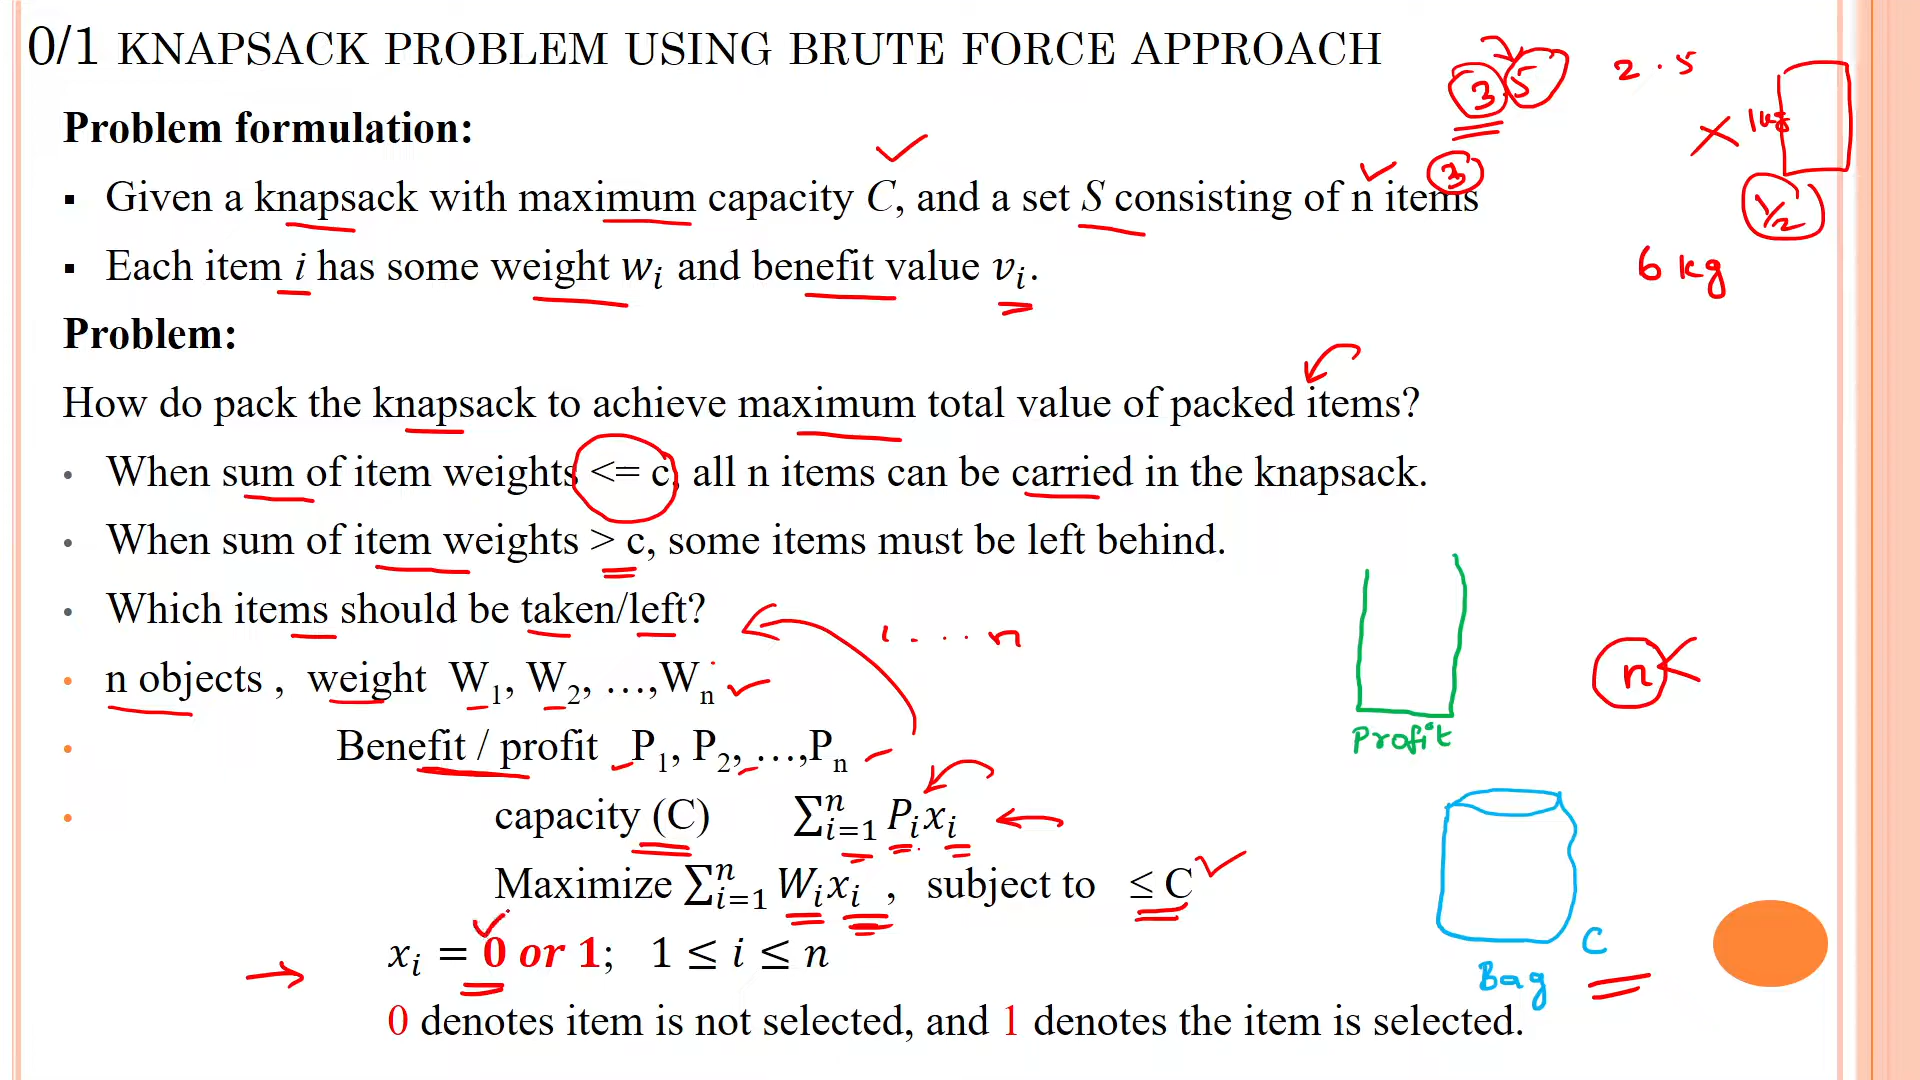 0/1 KNAPSACK PROBLEM USING BRUTE FORCE APPROACH
3.5
2.5
1kg
3
1/2
6 kg
Problem formulation:
▪ Given a knapsack with maximum capacity C, and a set S consisting of n items
▪ Each item i has some weight wᵢ and benefit value vᵢ.
Problem:
How do pack the knapsack to achieve maximum total value of packed items?
• When sum of item weights <= c, all n items can be carried in the knapsack.
• When sum of item weights > c, some items must be left behind.
• Which items should be taken/left?
1....n
• n objects , weight W₁, W₂, …,Wₙ
n
• Benefit / profit P₁, P₂, …,Pₙ
Profit
• capacity (C) ∑ⁿᵢ₌₁ Pᵢxᵢ
Maximize ∑ⁿᵢ₌₁ Wᵢxᵢ , subject to ≤ C
xᵢ = 0 or 1; 1 ≤ i ≤ n
C
Bag
0 denotes item is not selected, and 1 denotes the item is selected.